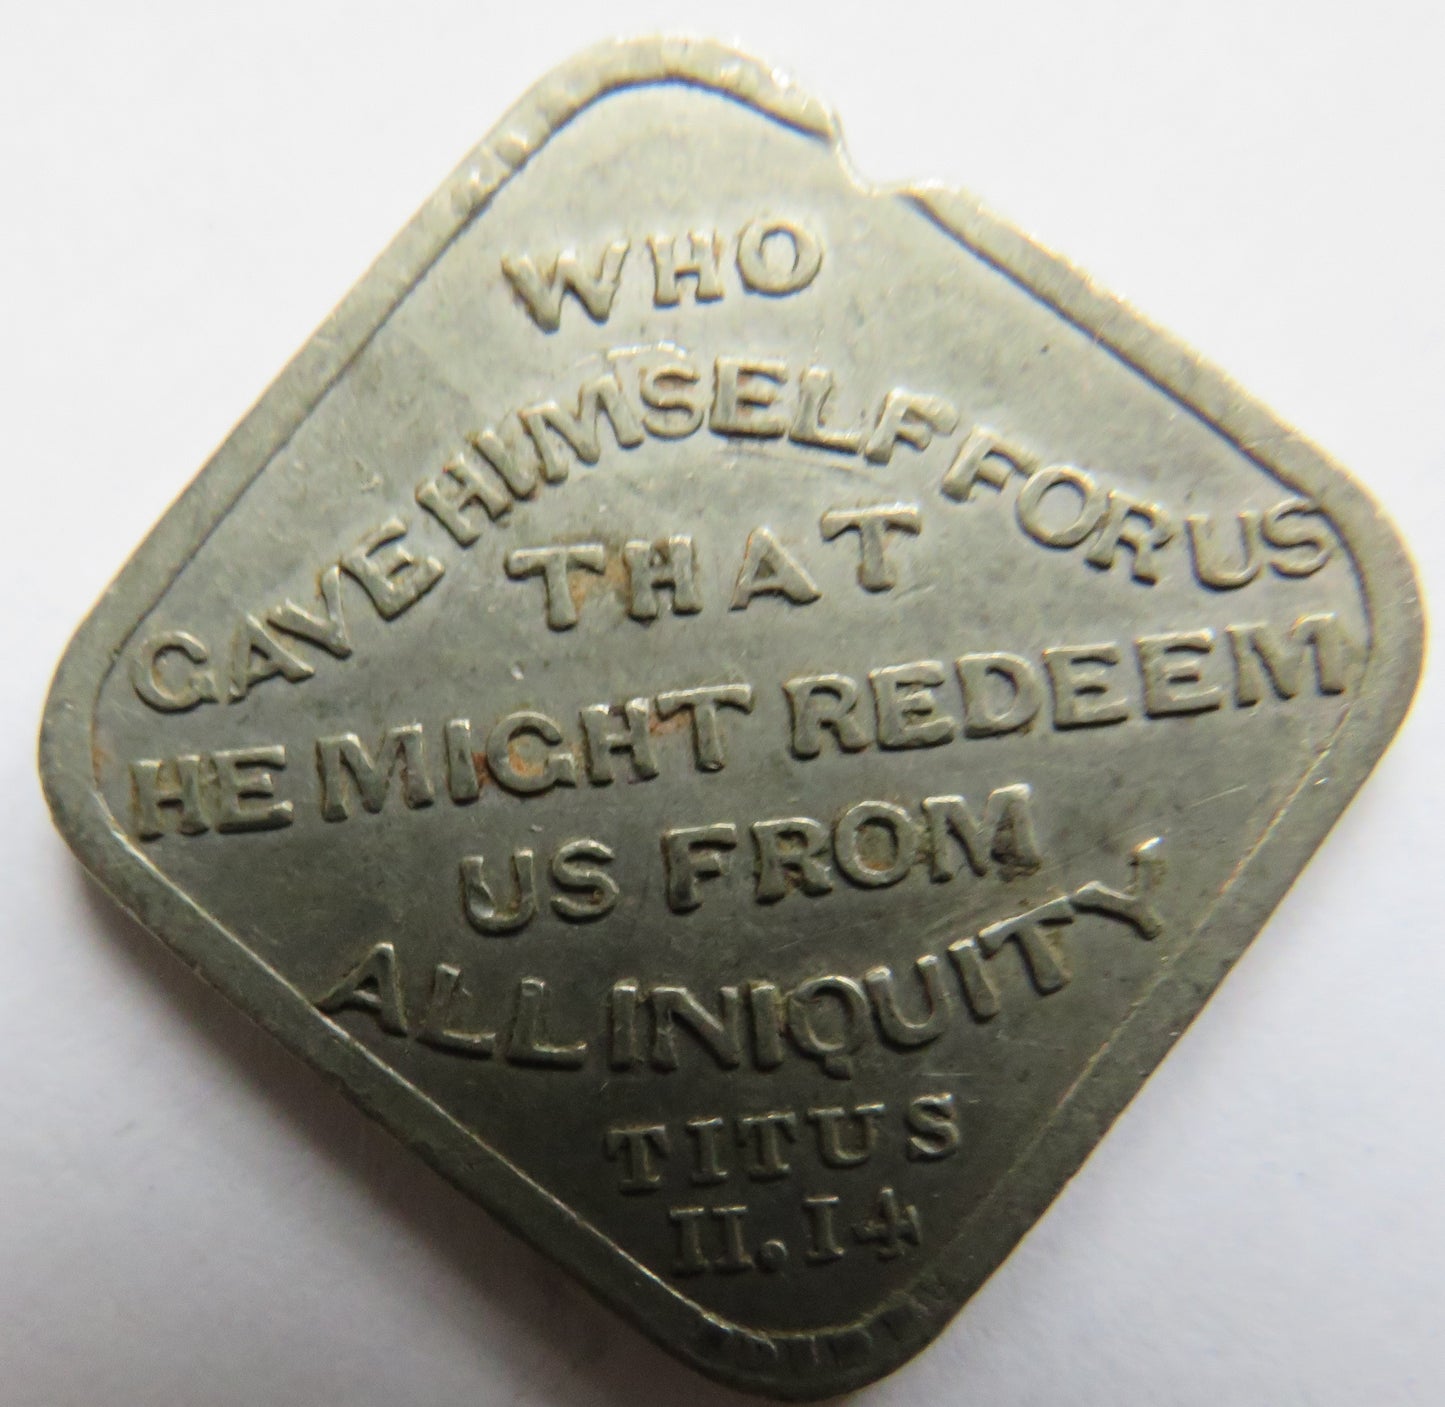 WHO
GAVE HIMSELF FOR US
THAT
HE MIGHT REDEEM
US FROM
ALL INIQUITY
TITUS
II. 14